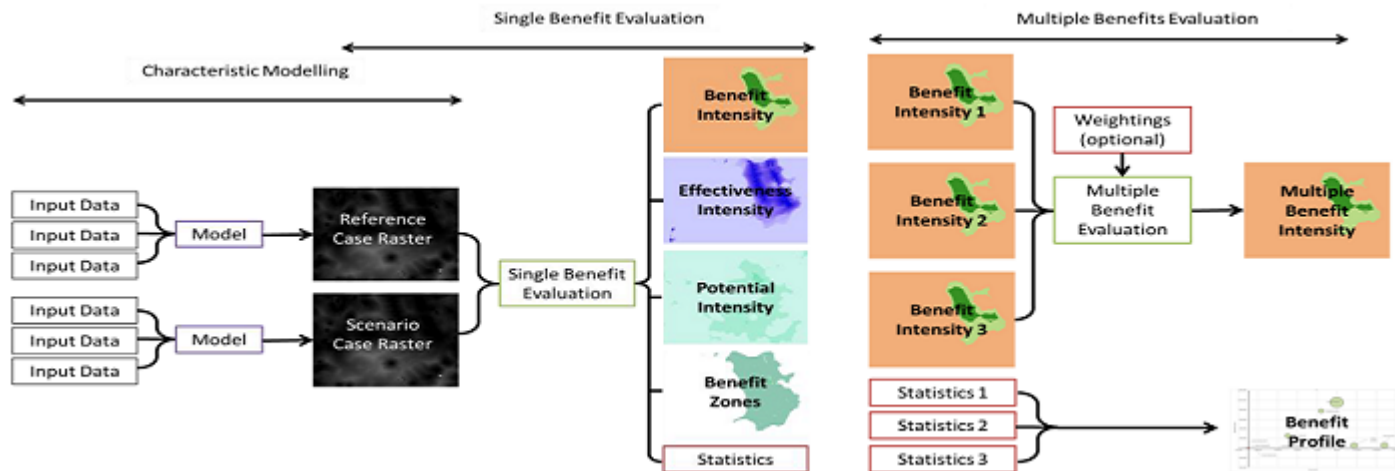 Single Benefit Evaluation
Multiple Benefits Evaluation
Characteristic Modelling
Input Data
Input Data
Input Data
Model
Reference
Case Raster
Input Data
Input Data
Input Data
Model
Scenario
Case Raster
Single Benefit
Evaluation
Benefit
Intensity
Effectiveness
Intensity
Potential
Intensity
Benefit
Zones
Statistics
Benefit
Intensity 1
Benefit
Intensity 2
Benefit
Intensity 3
Weightings
(optional)
Multiple
Benefit
Evaluation
Multiple
Benefit
Intensity
Statistics 1
Statistics 2
Statistics 3
Benefit
Profile